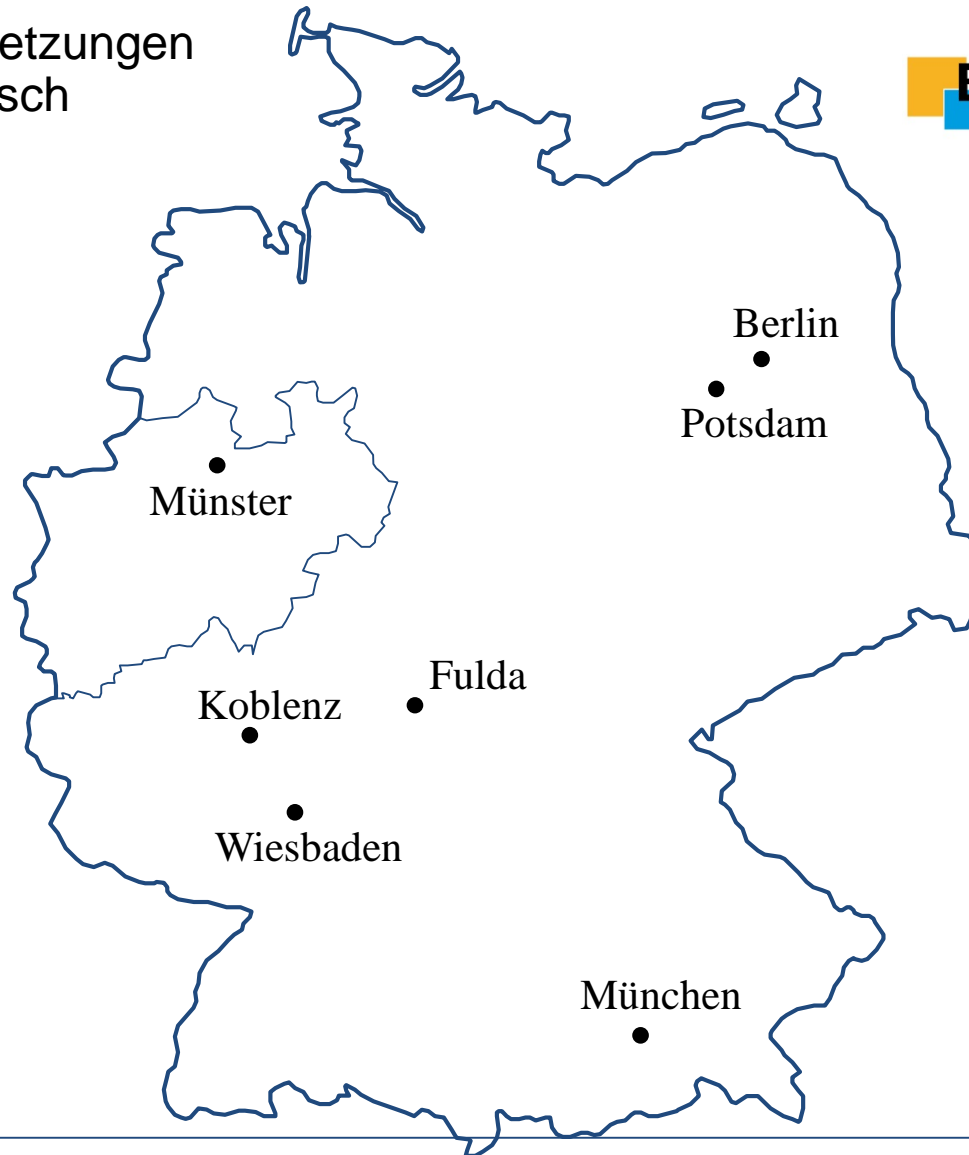 etzungen
sch
E
Berlin
Potsdam
Münster
Fulda
Koblenz
Wiesbaden
München